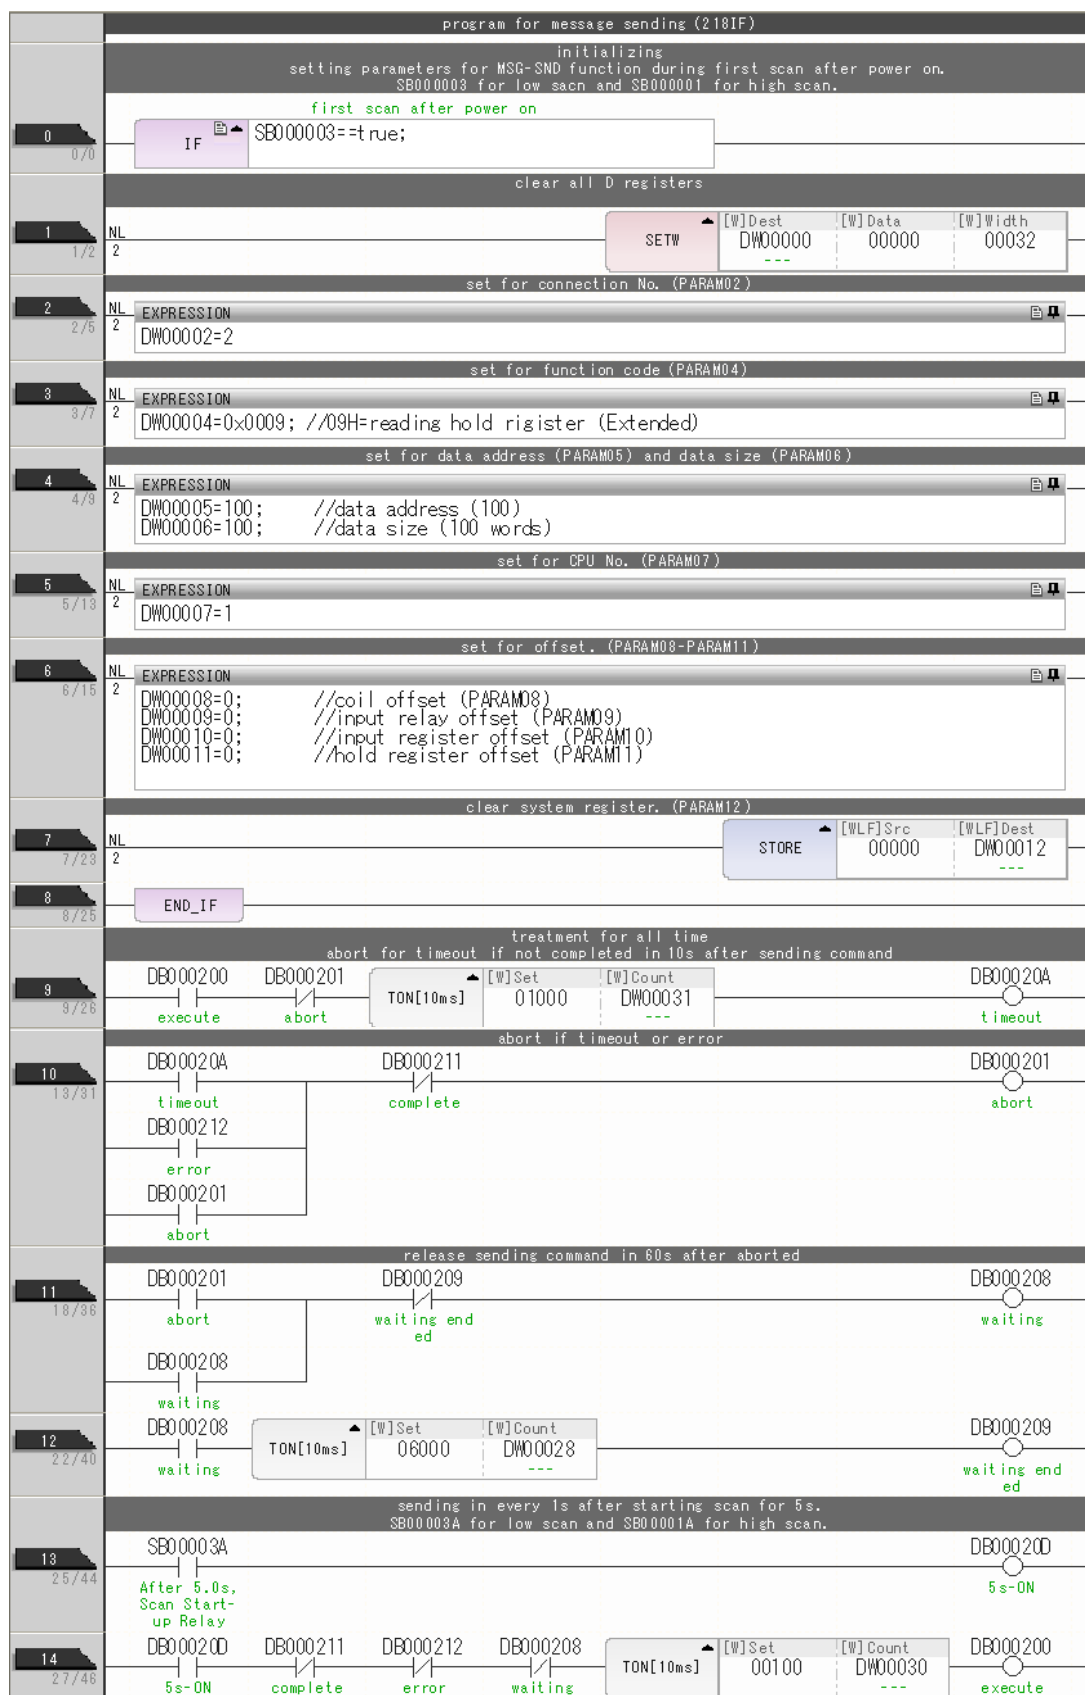 program for message sending (218IF)
initializing
setting parameters for MSG-SND function during first scan after power on.
SB000003 for low sacn and SB000001 for high scan.
first scan after power on
0
0/0
IF
SB000003==true;
clear all D registers
1
1/2
NL
2
SETW
[W]Dest [W]Data [W]Width
DW00000 00000 00032
---
set for connection No. (PARAM02)
2
2/5
NL
2
EXPRESSION
DW00002=2
set for function code (PARAM04)
3
3/7
NL
2
EXPRESSION
DW00004=0x0009; //09H=reading hold rigister (Extended)
set for data address (PARAM05) and data size (PARAM06)
4
4/9
NL
2
EXPRESSION
DW00005=100; //data address (100)
DW00006=100; //data size (100 words)
set for CPU No. (PARAM07)
5
5/13
NL
2
EXPRESSION
DW00007=1
set for offset. (PARAM08-PARAM11)
6
6/15
NL
2
EXPRESSION
DW00008=0; //coil offset (PARAM08)
DW00009=0; //input relay offset (PARAM09)
DW00010=0; //input register offset (PARAM10)
DW00011=0; //hold register offset (PARAM11)
clear system register. (PARAM12)
7
7/23
NL
2
STORE
[WLF]Src [WLF]Dest
00000 DW00012
---
8
8/25
END_IF
treatment for all time
abort for timeout if not completed in 10s after sending command
9
9/26
DB000200 DB000201 TON[10ms] [W]Set [W]Count DB00020A
01000 DW00031
---
execute abort timeout
abort if timeout or error
10
13/31
DB00020A DB000211 DB000201
timeout complete abort
DB000212
error
DB000201
abort
release sending command in 60s after aborted
11
18/36
DB000201 DB000209 DB000208
abort waiting end waiting
ed
DB000208
waiting
12
22/40
DB000208 TON[10ms] [W]Set [W]Count DB000209
06000 DW00028
---
waiting waiting end
ed
sending in every 1s after starting scan for 5s.
SB00003A for low scan and SB00001A for high scan.
13
25/44
SB00003A DB00020D
After 5.0s, 5s-ON
Scan Start-
up Relay
14
27/46
DB00020D DB000211 DB000212 DB000208 TON[10ms] [W]Set [W]Count DB000200
00100 DW00030
---
5s-ON complete error waiting execute